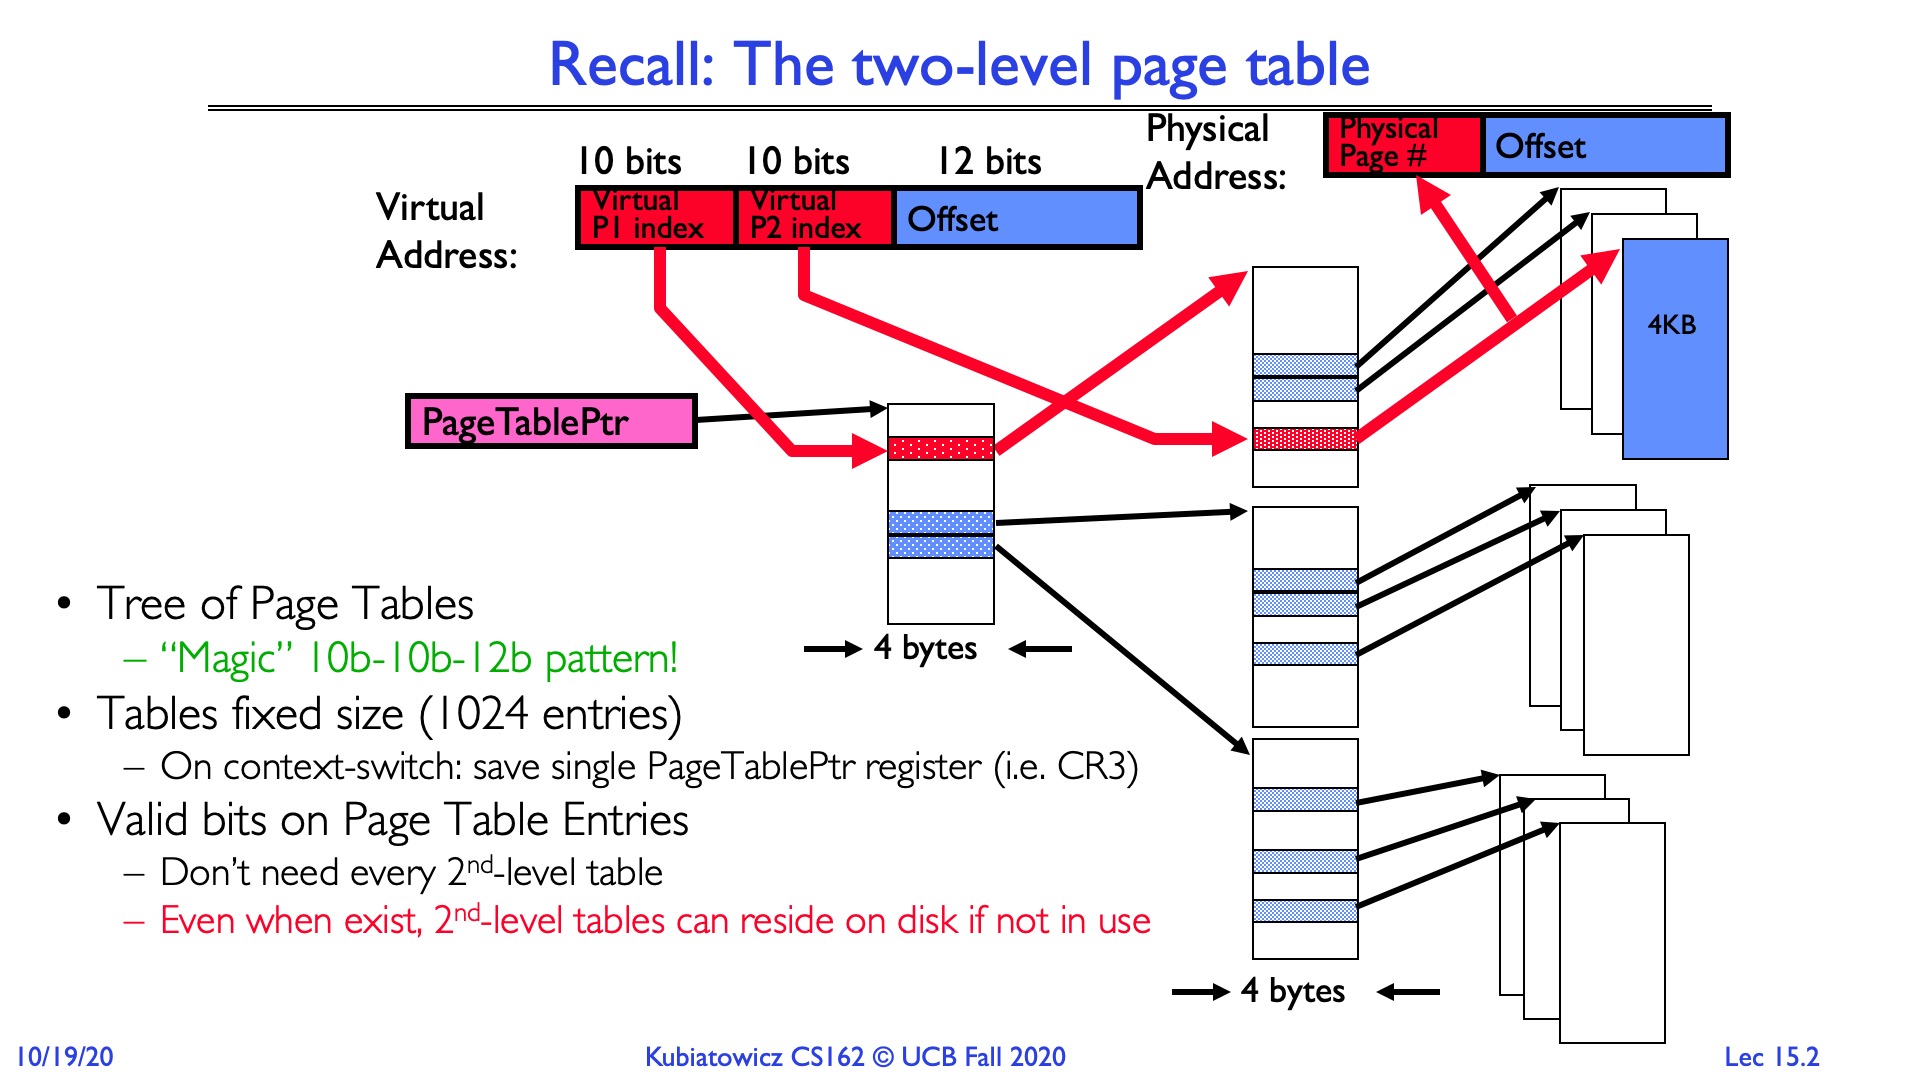 Recall: The two-level page table
10 bits 10 bits 12 bits
Virtual
Address:
Virtual
P1 index
Virtual
P2 index
Offset
Physical
Address:
Physical
Page #
Offset
4KB
PageTablePtr
4 bytes
• Tree of Page Tables
– “Magic” 10b-10b-12b pattern!
• Tables fixed size (1024 entries)
– On context-switch: save single PageTablePtr register (i.e. CR3)
• Valid bits on Page Table Entries
– Don’t need every 2nd-level table
– Even when exist, 2nd-level tables can reside on disk if not in use
4 bytes
10/19/20
Kubiatowicz CS162 © UCB Fall 2020
Lec 15.2